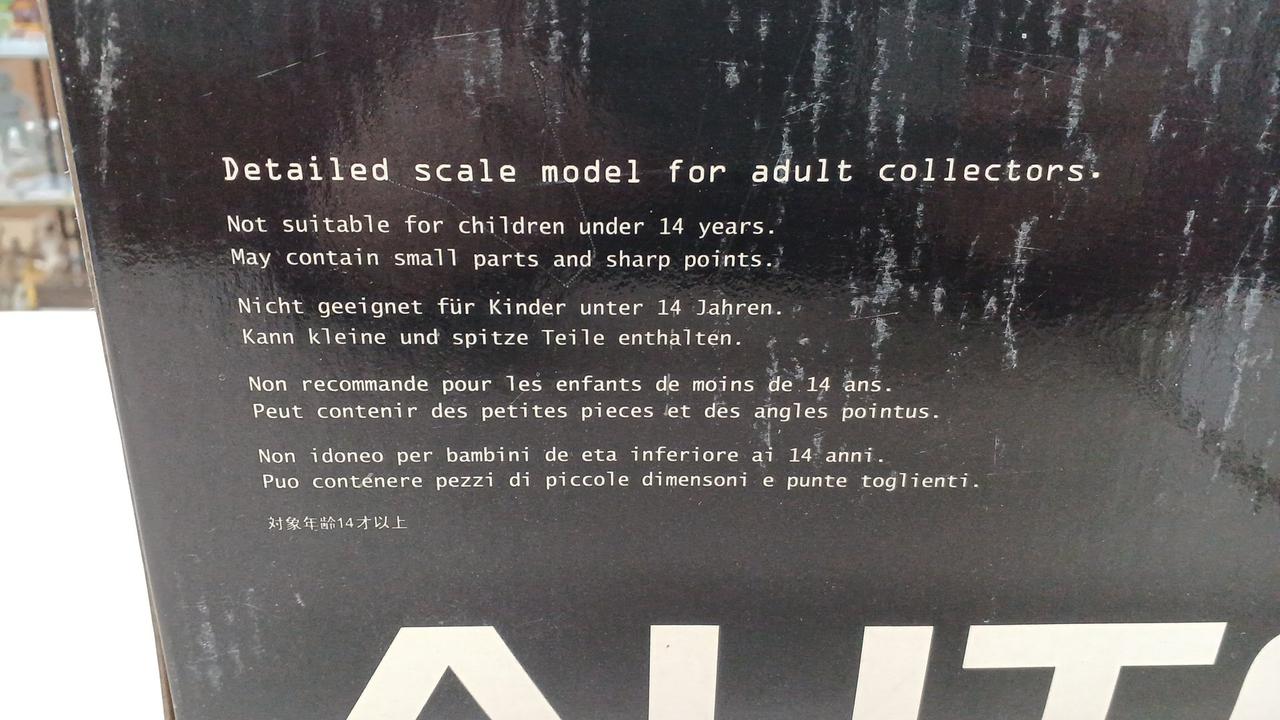 Detailed scale model for adult collectors.
Not suitable for children under 14 years.
May contain small parts and sharp points.
Nicht geeignet für Kinder unter 14 Jahren.
Kann kleine und spitze Teile enthalten.
Non recommande pour les enfants de moins de 14 ans.
Peut contenir des petites pieces et des angles pointus.
Non idoneo per bambini de eta inferiore ai 14 anni.
Puo contenere pezzi di piccole dimensoni e punte toglienti.
対象年齢14才以上